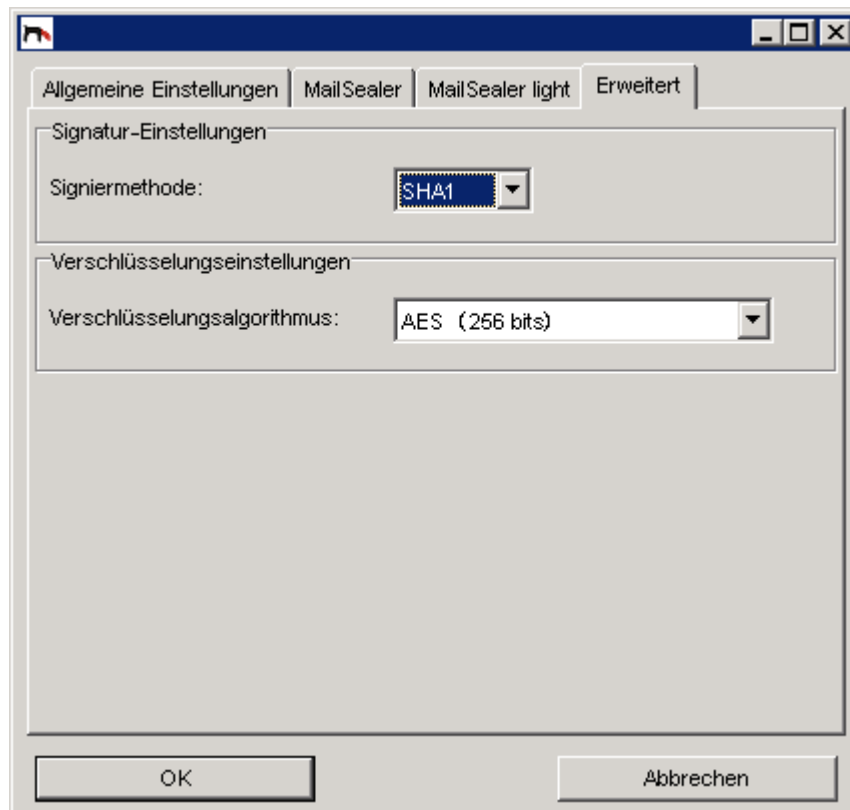 Allgemeine Einstellungen MailSealer MailSealer light Erweitert
Signatur-Einstellungen
Signiermethode: SHA1
Verschlüsselungseinstellungen
Verschlüsselungsalgorithmus: AES (256 bits)
OK Abbrechen